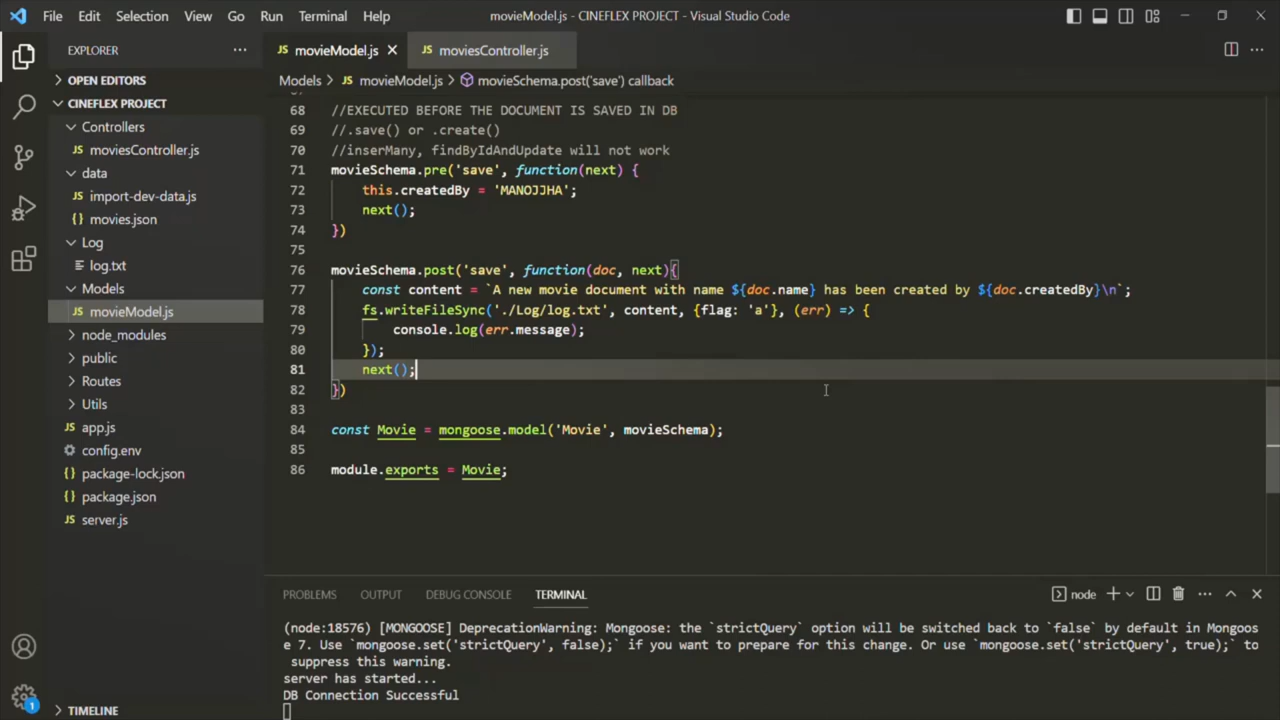 File Edit Selection View Go Run Terminal Help movieModel.js - CINEFLEX PROJECT - Visual Studio Code
EXPLORER
OPEN EDITORS
CINEFLEX PROJECT
Controllers
JS moviesController.js
data
JS import-dev-data.js
{} movies.json
Log
log.txt
Models
JS movieModel.js
node_modules
public
Routes
Utils
JS app.js
config.env
{} package-lock.json
{} package.json
JS server.js
TIMELINE
1
JS movieModel.js JS moviesController.js
Models > JS movieModel.js > movieSchema.post('save') callback
68 //EXECUTED BEFORE THE DOCUMENT IS SAVED IN DB
69 //.save() or .create()
70 //inserMany, findByIdAndUpdate will not work
71 movieSchema.pre('save', function(next) {
72 this.createdBy = 'MANOJJHA';
73 next();
74 })
75
76 movieSchema.post('save', function(doc, next){
77 const content = `A new movie document with name ${doc.name} has been created by ${doc.createdBy}\n`;
78 fs.writeFileSync('./Log/log.txt', content, {flag: 'a'}, (err) => {
79 console.log(err.message);
80 });
81 next();
82 })
83
84 const Movie = mongoose.model('Movie', movieSchema);
85
86 module.exports = Movie;
PROBLEMS OUTPUT DEBUG CONSOLE TERMINAL node
(node:18576) [MONGOOSE] DeprecationWarning: Mongoose: the `strictQuery` option will be switched back to `false` by default in Mongoos
e 7. Use `mongoose.set('strictQuery', false);` if you want to prepare for this change. Or use `mongoose.set('strictQuery', true);` to
suppress this warning.
server has started...
DB Connection Successful